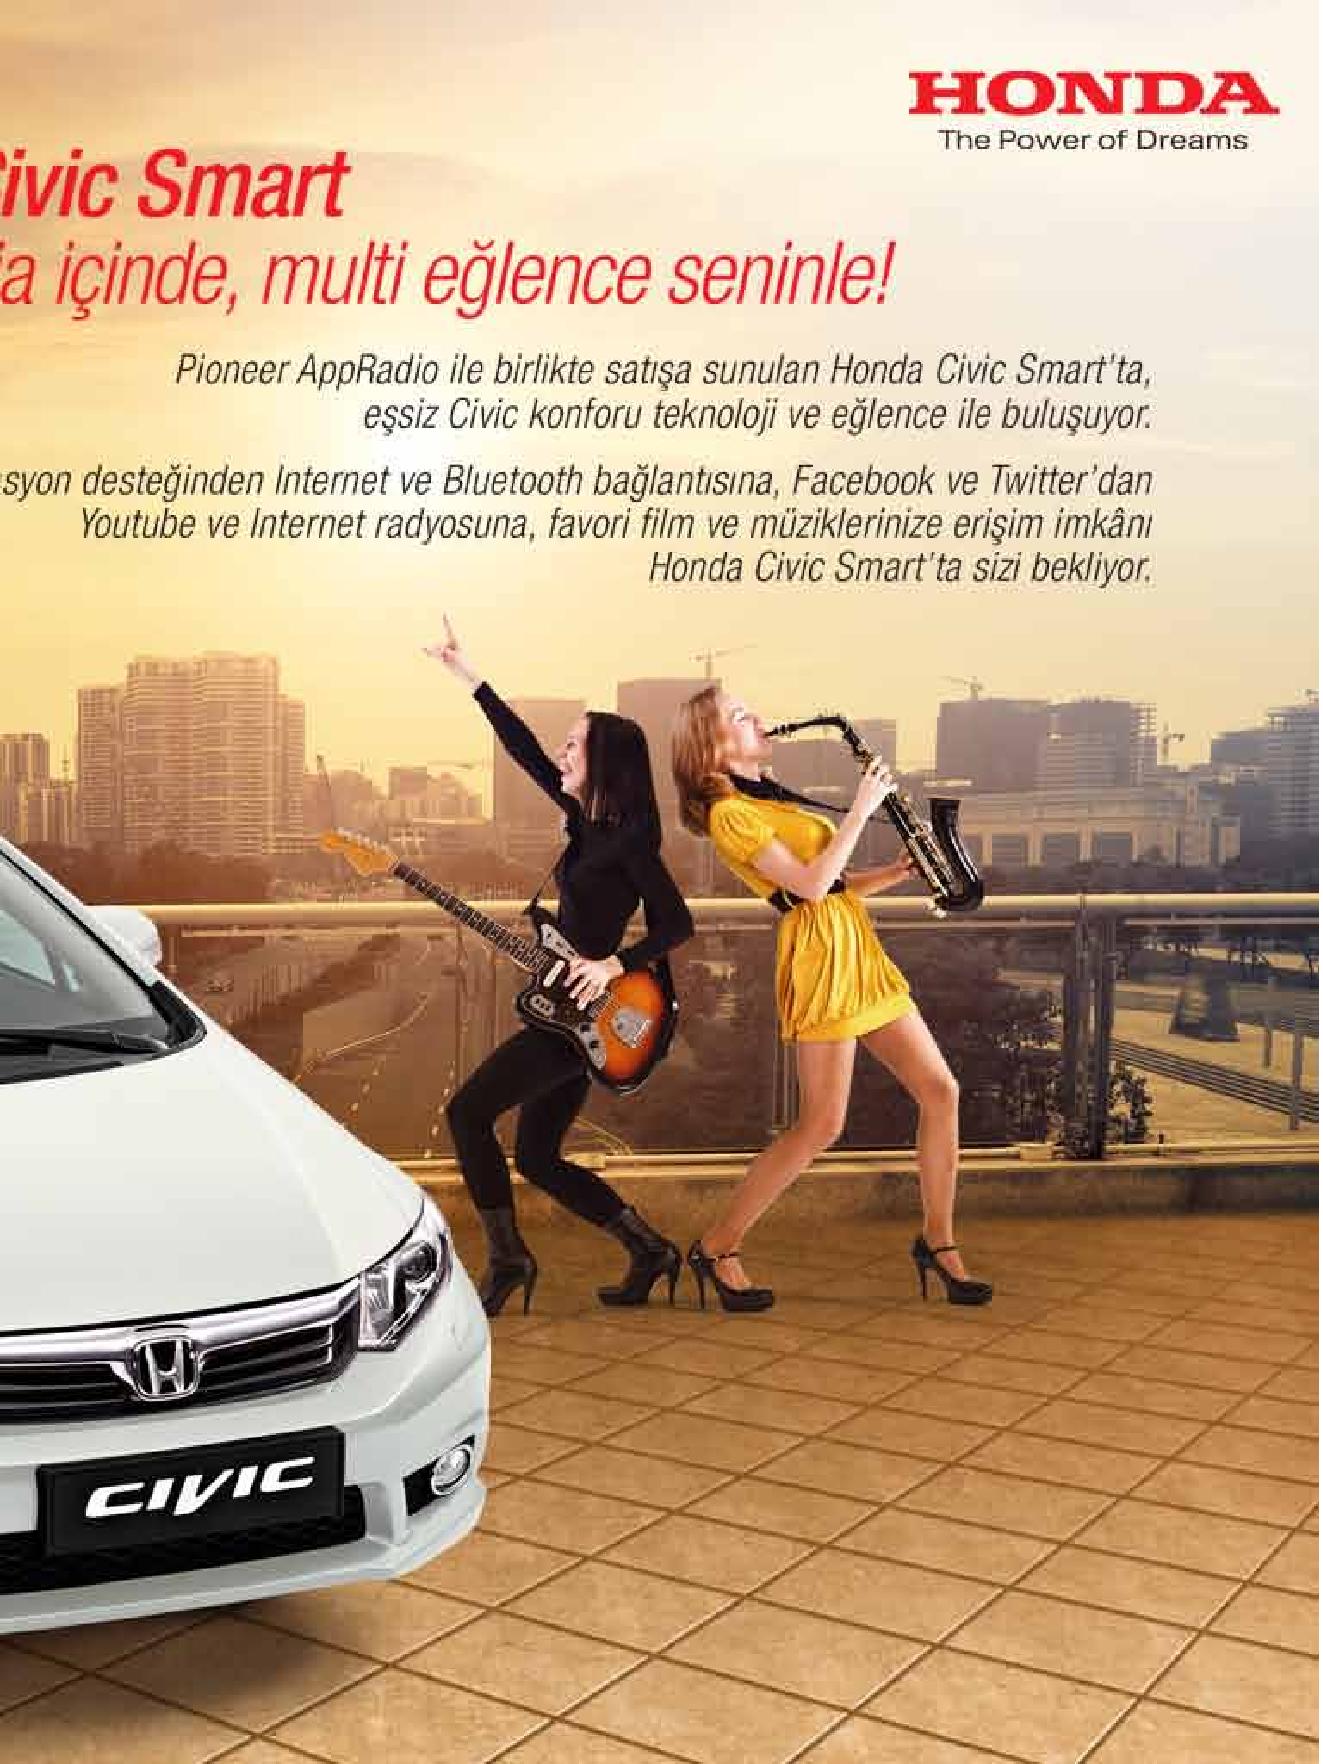 HONDA
The Power of Dreams
Civic Smart
içinde, multi eğlence seninle!
Pioneer AppRadio ile birlikte satışa sunulan Honda Civic Smart'ta,
eşsiz Civic konforu teknoloji ve eğlence ile buluşuyor.
desteğinden Internet ve Bluetooth bağlantısına, Facebook ve Twitter'dan
Youtube ve Internet radyosuna, favori film ve müziklerinize erişim imkânı
Honda Civic Smart'ta sizi bekliyor.
CIVIC